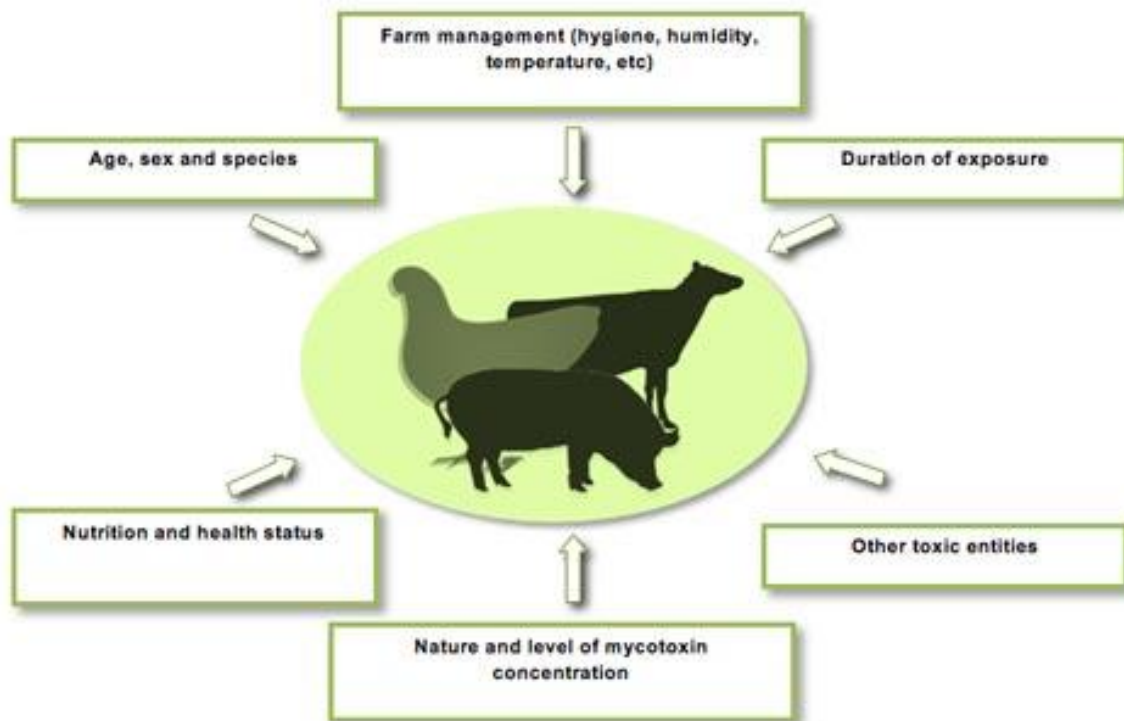 Farm management (hygiene, humidity,
temperature, etc)
Age, sex and species
Duration of exposure
Nutrition and health status
Other toxic entities
Nature and level of mycotoxin
concentration